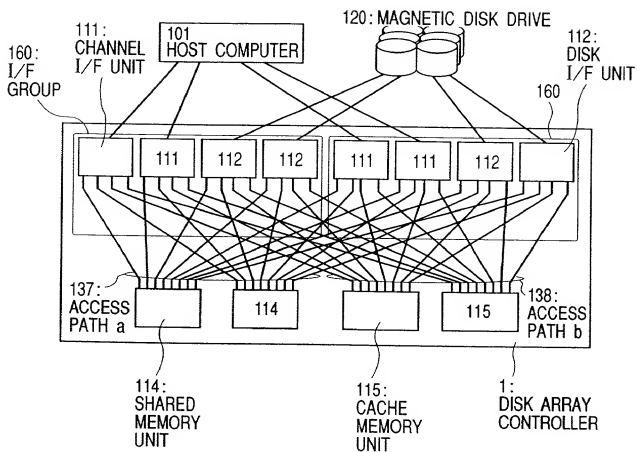 120: MAGNETIC DISK DRIVE
101
HOST COMPUTER
111:
CHANNEL
I/F UNIT
112:
DISK
I/F UNIT
160:
I/F
GROUP
160
111
112
112
111
111
112
137:
ACCESS
PATH a
114
115
138:
ACCESS
PATH b
114:
SHARED
MEMORY
UNIT
115:
CACHE
MEMORY
UNIT
1:
DISK ARRAY
CONTROLLER